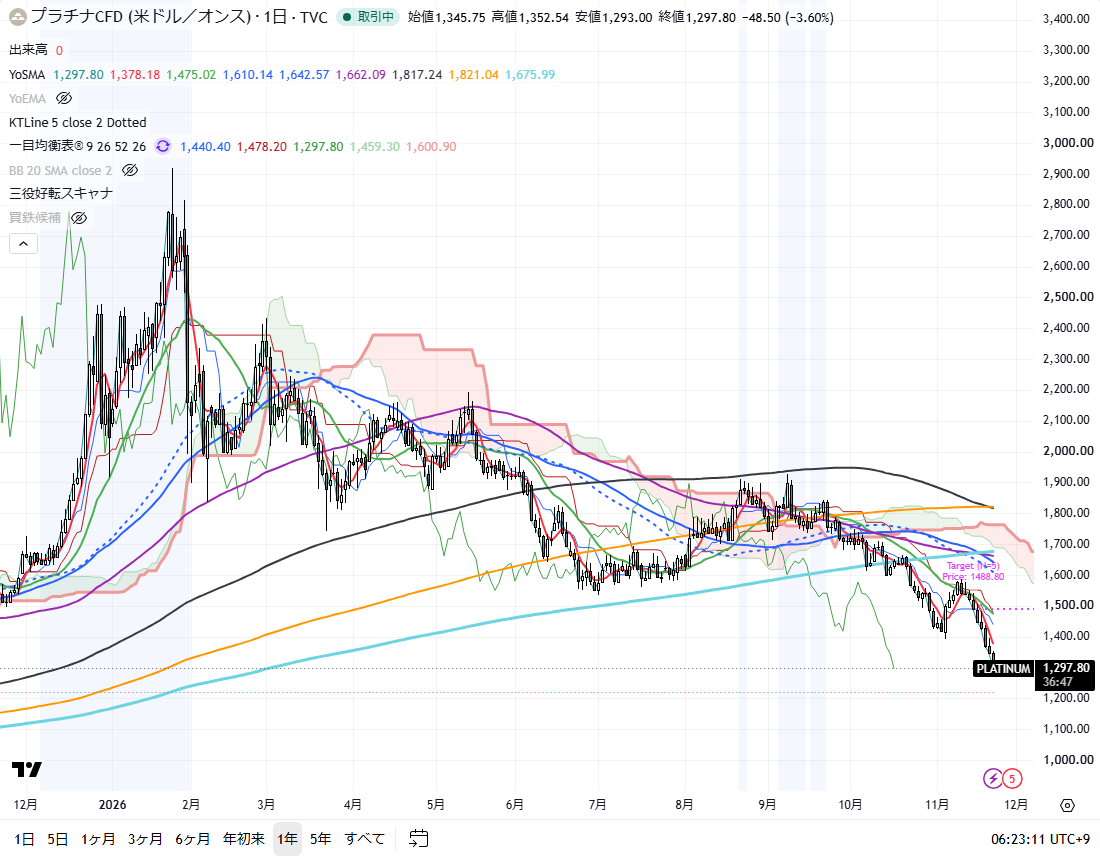 プラチナCFD (米ドル／オンス) · 1日 · TVC 取引中 始値1,345.75 高値1,352.54 安値1,293.00 終値1,297.80 −48.50 (−3.60%)
出来高 0
YoSMA 1,297.80 1,378.18 1,475.02 1,610.14 1,642.57 1,662.09 1,817.24 1,821.04 1,675.99
YoEMA
KTLine 5 close 2 Dotted
一目均衡表® 9 26 52 26 1,440.40 1,478.20 1,297.80 1,459.30 1,600.90
BB 20 SMA close 2
三役好転スキャナ
買鉄候補
3,400.00
3,300.00
3,200.00
3,100.00
3,000.00
2,900.00
2,800.00
2,700.00
2,600.00
2,500.00
2,400.00
2,300.00
2,200.00
2,100.00
2,000.00
1,900.00
1,800.00
1,700.00
1,600.00
1,500.00
1,400.00
Target (N=5)
Price: 1488.80
PLATINUM 1,297.80
36:47
1,200.00
1,100.00
1,000.00
5
12月 2026 2月 3月 4月 5月 6月 7月 8月 9月 10月 11月 12月
1日 5日 1ヶ月 3ヶ月 6ヶ月 年初来 1年 5年 すべて 06:23:11 UTC+9